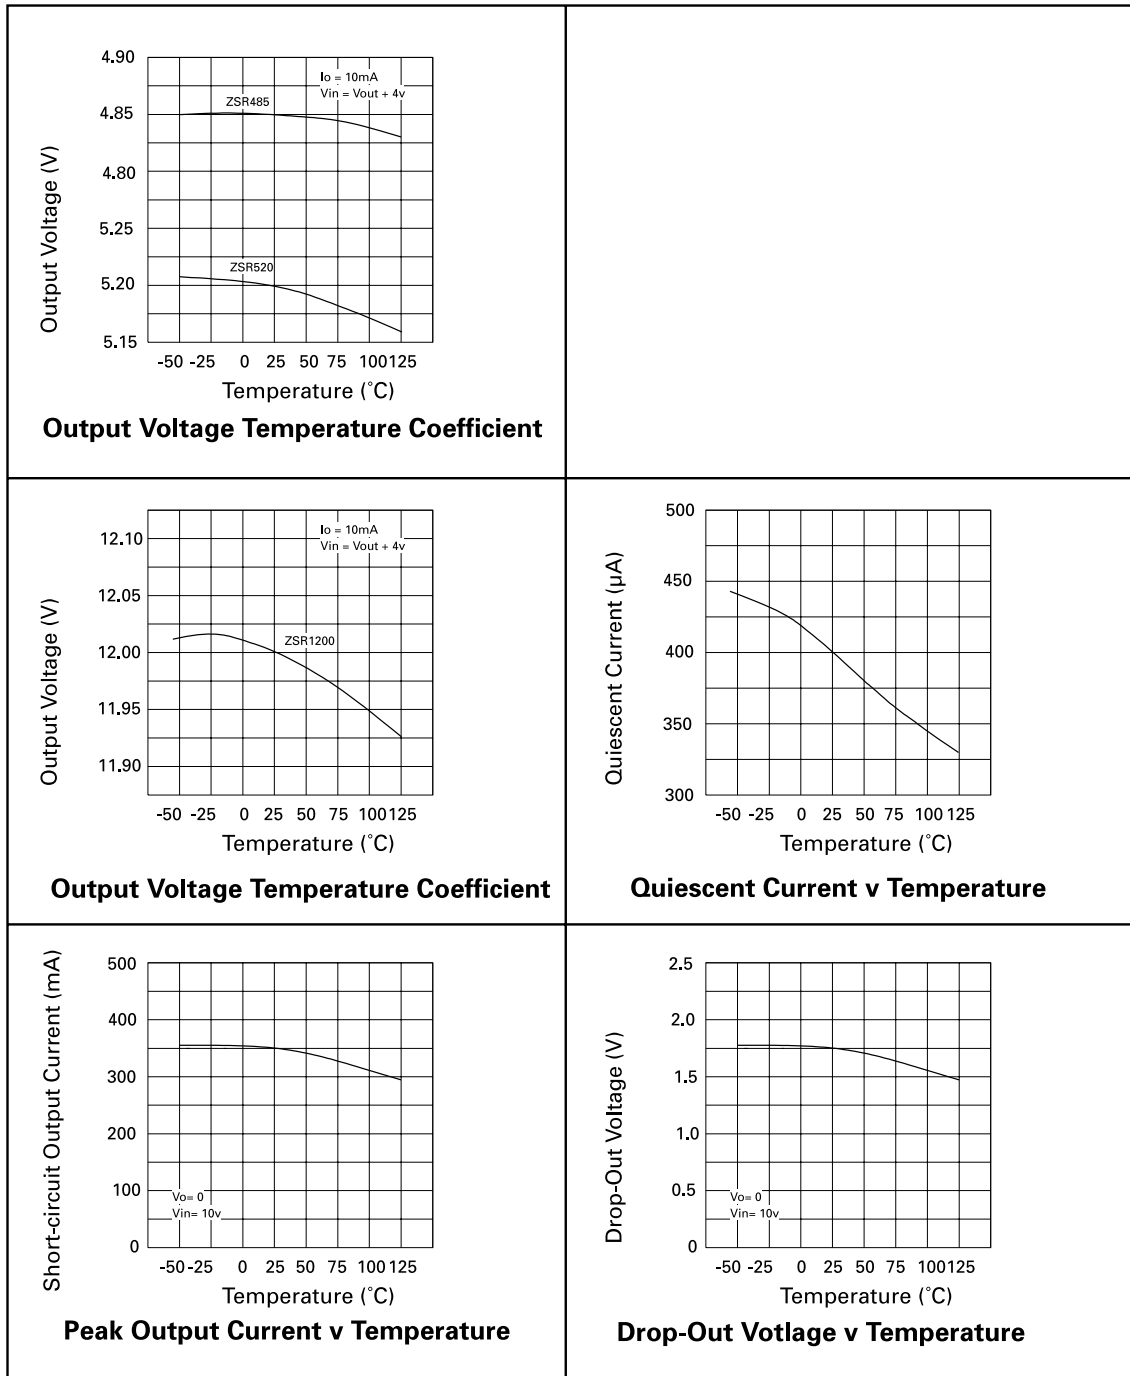 4.90
4.85
4.80
5.25
5.20
5.15
Output Voltage (V)
Io = 10mA
Vin = Vout + 4v
ZSR485
ZSR520
-50 -25 0 25 50 75 100 125
Temperature (˚C)
Output Voltage Temperature Coefficient
12.10
12.05
12.00
11.95
11.90
Output Voltage (V)
Io = 10mA
Vin = Vout + 4v
ZSR1200
-50 -25 0 25 50 75 100 125
Temperature (˚C)
Output Voltage Temperature Coefficient
500
450
400
350
300
Quiescent Current (µA)
-50 -25 0 25 50 75 100 125
Temperature (˚C)
Quiescent Current v Temperature
500
400
300
200
100
0
Short-circuit Output Current (mA)
Vo= 0
Vin= 10v
-50 -25 0 25 50 75 100 125
Temperature (˚C)
Peak Output Current v Temperature
2.5
2.0
1.5
1.0
0.5
0
Drop-Out Voltage (V)
Vo= 0
Vin= 10v
-50 -25 0 25 50 75 100 125
Temperature (˚C)
Drop-Out Votlage v Temperature